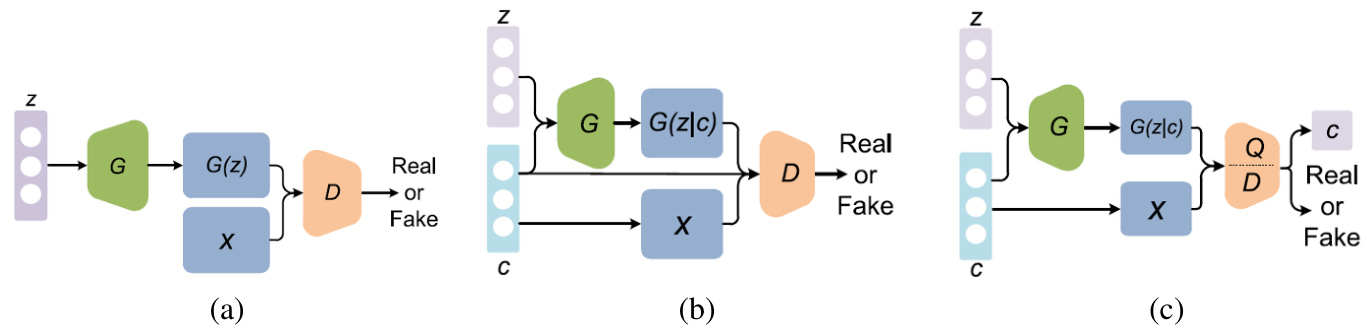 z
G
G(z)
X
D
Real
or
Fake
(a)
z
c
G
G(z|c)
X
D
Real
or
Fake
(b)
z
c
G
G(z|c)
X
Q
D
c
Real
or
Fake
(c)